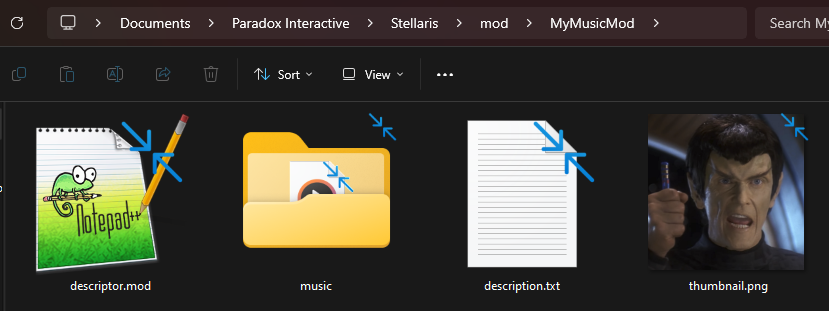 Documents > Paradox Interactive > Stellaris > mod > MyMusicMod >
Search My
Sort
View
Notepad++
descriptor.mod
music
description.txt
thumbnail.png